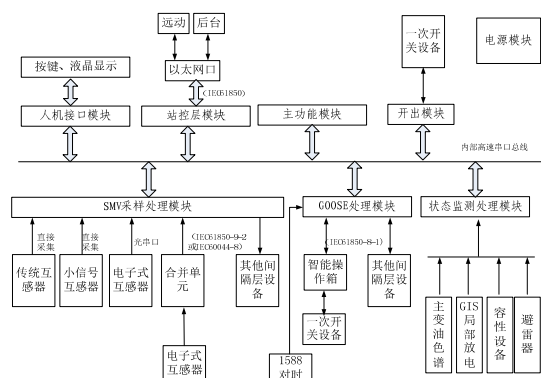 远动
后台
一次开
关设备
电源模块
按键、液晶显示
以太网口
(IEC61850)
人机接口模块
站控层模块
主功能模块
开出模块
内部高速串口总线
SMV采样处理模块
GOOSE处理模块
状态监测处理模块
直接
采集
直接
采集
光串口
(IEC61850-9-2
或IEC60044-8)
(IEC61850-8-1)
传统互
感器
小信号
互感器
电子式
互感器
合并单
元
其他间
隔层设
备
智能操
作箱
其他间
隔层设
备
一次开
关设备
电子式
互感器
1588
对时
主变油色谱
GIS局部放电
容性设备
避雷器